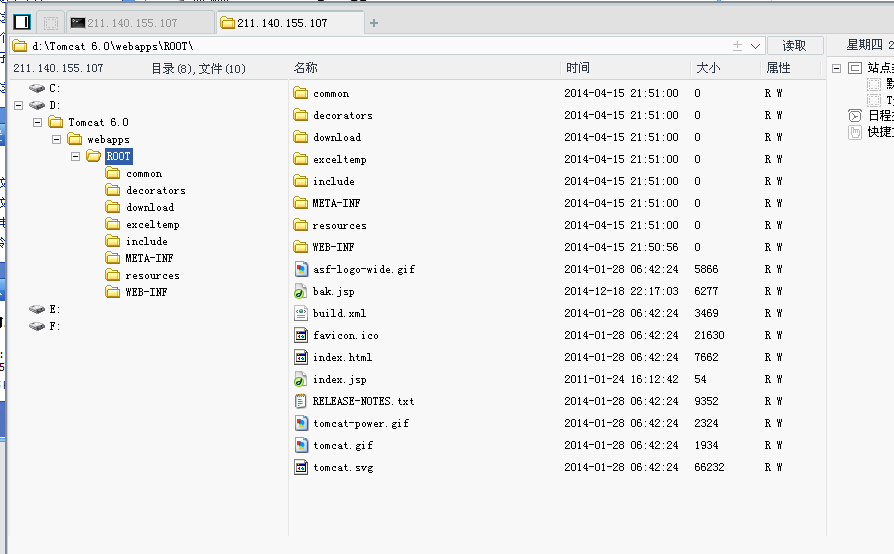 211.140.155.107
211.140.155.107
d:\Tomcat 6.0\webapps\ROOT\
读取
星期四 2
211.140.155.107
目录(8),文件(10)
C:
D:
Tomcat 6.0
webapps
ROOT
common
decorators
download
exceltemp
include
META-INF
resources
WEB-INF
E:
F:
名称 时间 大小 属性
common 2014-04-15 21:51:00 0 R W
decorators 2014-04-15 21:51:00 0 R W
download 2014-04-15 21:51:00 0 R W
exceltemp 2014-04-15 21:51:00 0 R W
include 2014-04-15 21:51:00 0 R W
META-INF 2014-04-15 21:51:00 0 R W
resources 2014-04-15 21:51:00 0 R W
WEB-INF 2014-04-15 21:50:56 0 R W
asf-logo-wide.gif 2014-01-28 06:42:24 5866 R W
bak.jsp 2014-12-18 22:17:03 6277 R W
build.xml 2014-01-28 06:42:24 3469 R W
favicon.ico 2014-01-28 06:42:24 21630 R W
index.html 2014-01-28 06:42:24 7662 R W
index.jsp 2011-01-24 16:12:42 54 R W
RELEASE-NOTES.txt 2014-01-28 06:42:24 9352 R W
tomcat-power.gif 2014-01-28 06:42:24 2324 R W
tomcat.gif 2014-01-28 06:42:24 1934 R W
tomcat.svg 2014-01-28 06:42:24 66232 R W
站点
日程
快捷